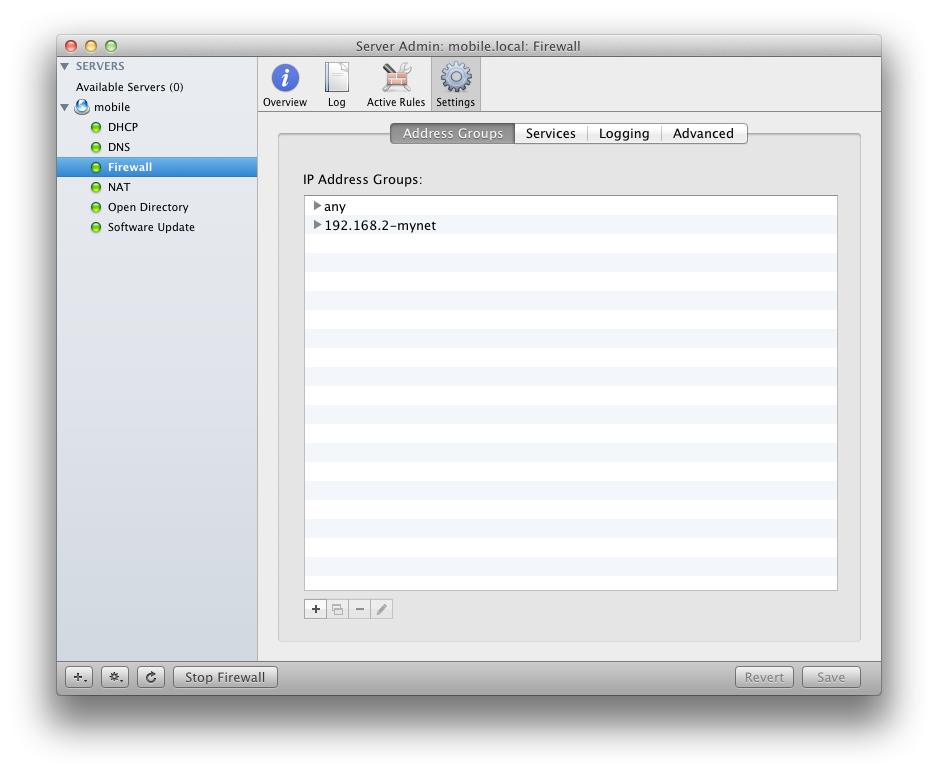 Server Admin: mobile.local: Firewall
SERVERS
Available Servers (0)
mobile
DHCP
DNS
Firewall
NAT
Open Directory
Software Update
Overview
Log
Active Rules
Settings
Address Groups
Services
Logging
Advanced
IP Address Groups:
any
192.168.2-mynet
Stop Firewall
Revert
Save